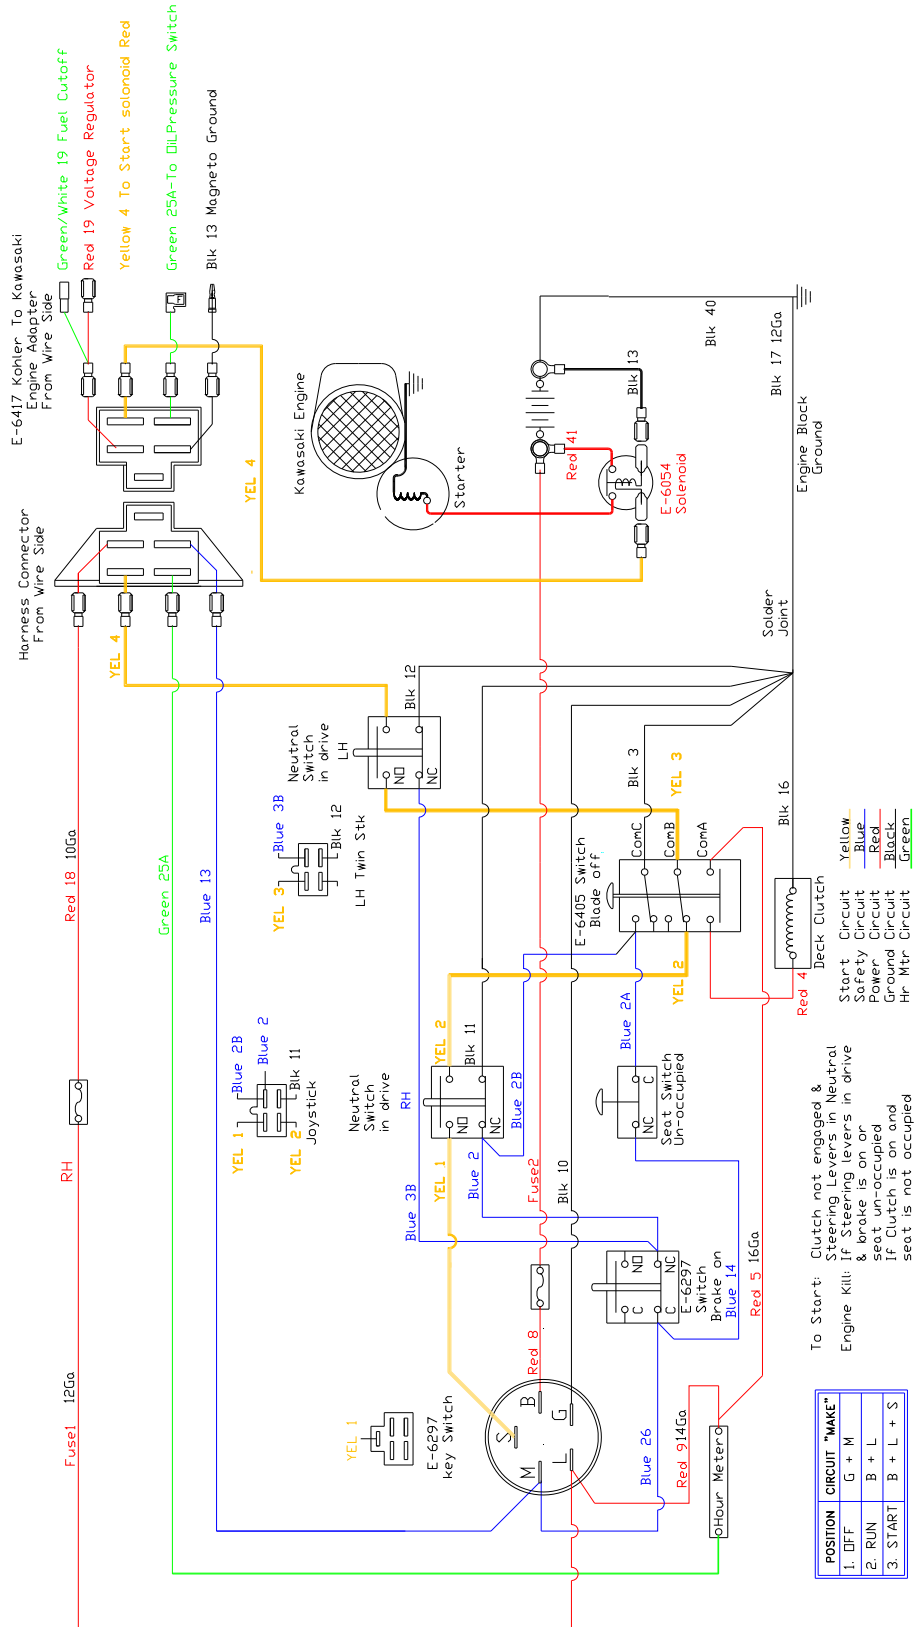 E-6417 Kohler To Kawasaki
Engine Adapter
From Wire Side
Green/White 19 Fuel Cutoff
Red 19 Voltage Regulator
Yellow 4 To Start solonoid Red
Green 25A-To OiLPressure Switch
Blk 13 Magneto Ground
Harness Connector
From Wire Side
YEL 4
YEL 4
Kawasaki Engine
Starter
Blk 40
Blk 13
Red 41
E-6054
Solenoid
Blk 17 12Ga
Engine Block
Ground
Solder
Joint
Red 18 10Ga
Green 25A
Blue 13
Neutral
Switch
in drive
LH
NO
NC
Blk 12
Blue 3B
Blk 12
YEL 3
LH Twin Stk
Blk 3
YEL 3
Blk 16
E-6405 Switch
Blade off
ComC
ComB
ComA
Deck Clutch
Red 4
YEL 2
YEL 2
Blk 11
Blue 2A
Blue 2B
Blue 2B
Blue 2
Blk 11
YEL 1
YEL 2
Joystick
Neutral
Switch
in drive
RH
NO
NC
C
NC
Seat Switch
Un-occupied
RH
Blue 3B
YEL 1
Blue 2
Fuse2
Blk 10
NO
NC
C
C
E-6297
Switch
Brake on
Blue 14
Red 5 16Ga
Fuse1 12Ga
Red 8
YEL 1
E-6297
key Switch
B
S
G
M
L
Blue 26
Red 9 14Ga
Hour Meter
Start Circuit Yellow
Safety Circuit Blue
Power Circuit Red
Ground Circuit Black
Hr Mtr Circuit Green
To Start: Clutch not engaged &
Steering Levers in Neutral
Engine Kill: If Steering levers in drive
& brake is on or
seat un-occupied
If Clutch is on and
seat is not occupied
POSITION CIRCUIT "MAKE"
1. OFF G + M
2. RUN B + L
3. START B + L + S